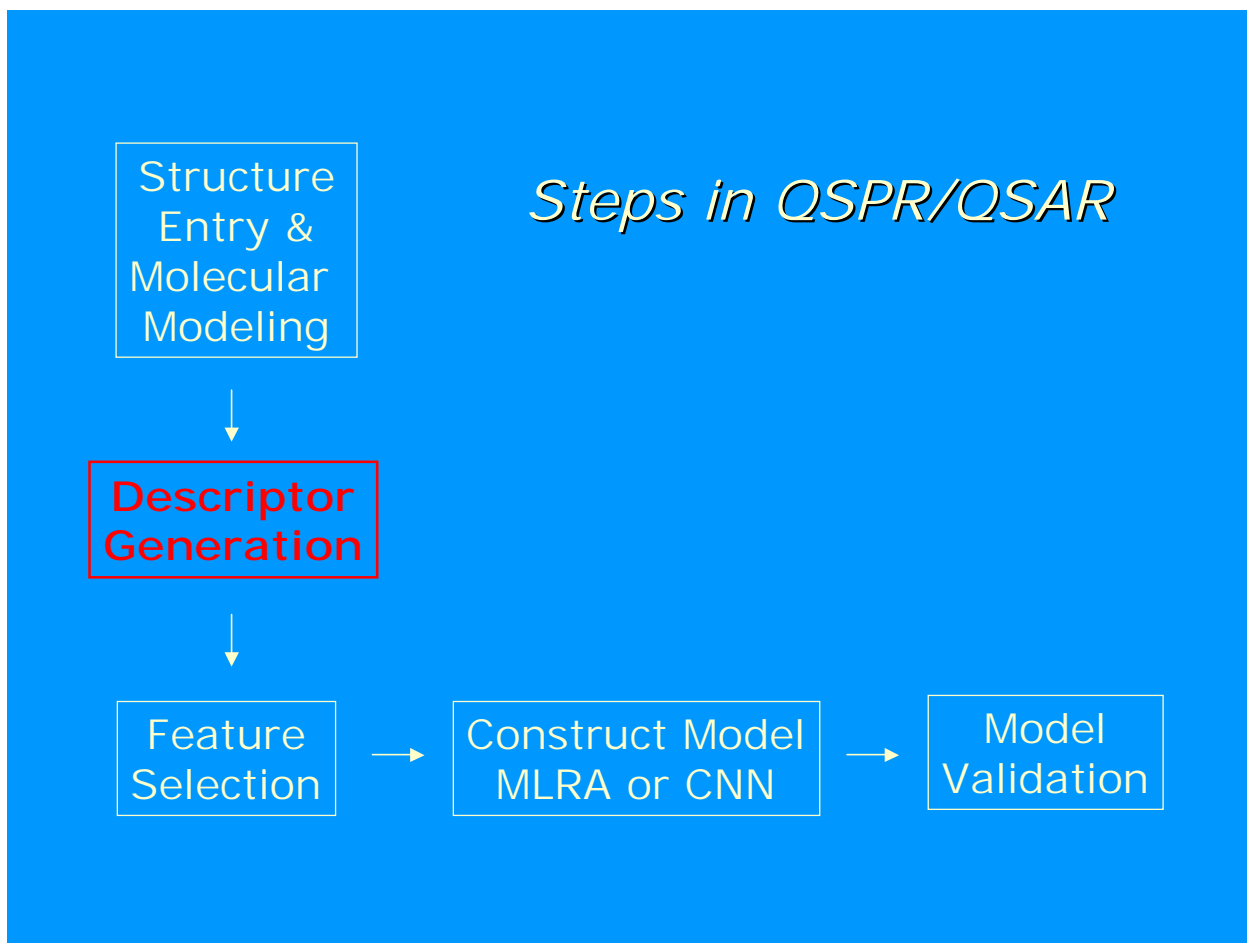 Steps in QSPR/QSAR
Structure
Entry &
Molecular
Modeling
Descriptor
Generation
Feature
Selection
Construct Model
MLRA or CNN
Model
Validation